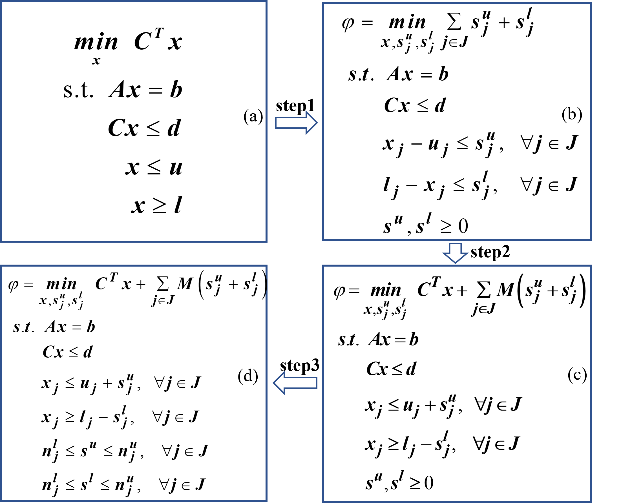 min C^T x
x
s.t. Ax = b
Cx ≤ d
x ≤ u
x ≥ l
(a)
step1
φ = min ∑ s_j^u + s_j^l
x,s_j^u,s_j^l j∈J
s.t. Ax = b
Cx ≤ d
x_j − u_j ≤ s_j^u, ∀j ∈ J
l_j − x_j ≤ s_j^l, ∀j ∈ J
s^u, s^l ≥ 0
(b)
step2
φ = min C^T x + ∑ M(s_j^u + s_j^l)
x,s_j^u,s_j^l j∈J
s.t. Ax = b
Cx ≤ d
x_j ≤ u_j + s_j^u, ∀j ∈ J
x_j ≥ l_j − s_j^l, ∀j ∈ J
s^u, s^l ≥ 0
(c)
step3
φ = min C^T x + ∑ M(s_j^u + s_j^l)
x,s_j^u,s_j^l j∈J
s.t. Ax = b
Cx ≤ d
x_j ≤ u_j + s_j^u, ∀j ∈ J
x_j ≥ l_j − s_j^l, ∀j ∈ J
n_j^l ≤ s^u ≤ n_j^u, ∀j ∈ J
n_j^l ≤ s^l ≤ n_j^u, ∀j ∈ J
(d)